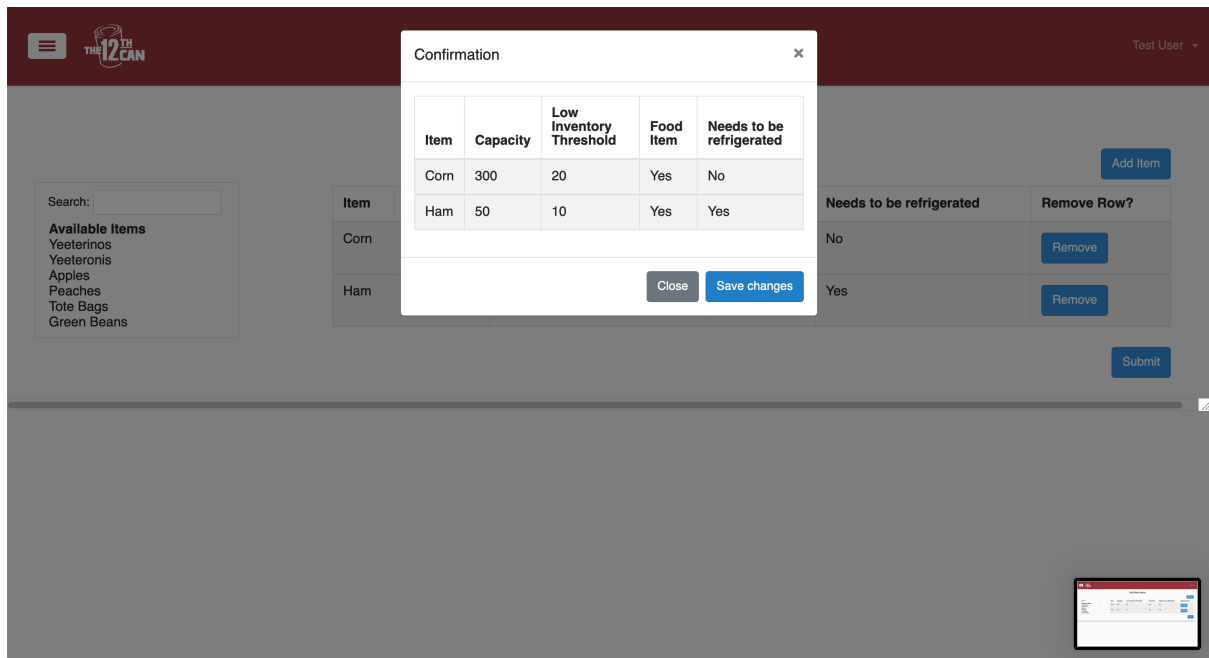 THE 12TH CAN
Test User
Confirmation
×
Item Capacity Low Inventory Threshold Food Item Needs to be refrigerated
Corn 300 20 Yes No
Ham 50 10 Yes Yes
Close Save changes
Add Item
Search:
Available Items
Yeeterinos
Yeeteronis
Apples
Peaches
Tote Bags
Green Beans
Item Needs to be refrigerated Remove Row?
Corn No Remove
Ham Yes Remove
Submit